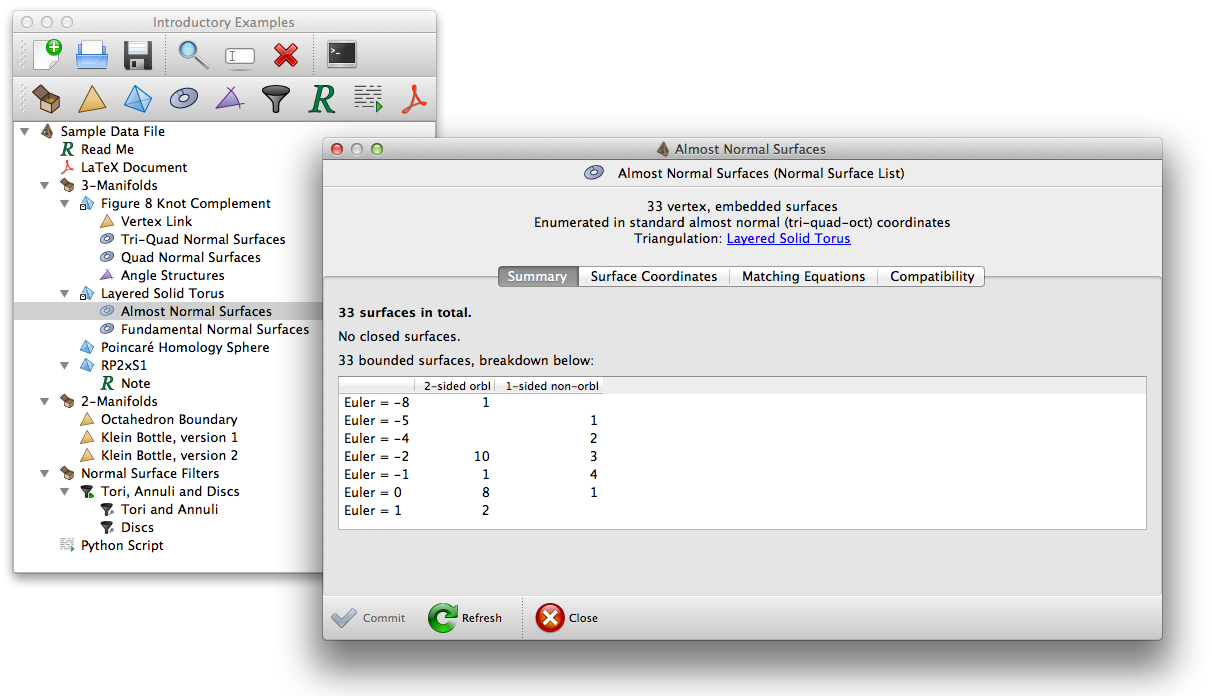 Introductory Examples
Sample Data File
R Read Me
LaTeX Document
3-Manifolds
Figure 8 Knot Complement
Vertex Link
Tri-Quad Normal Surfaces
Quad Normal Surfaces
Angle Structures
Layered Solid Torus
Almost Normal Surfaces
Fundamental Normal Surfaces
Poincaré Homology Sphere
RP2xS1
R Note
2-Manifolds
Octahedron Boundary
Klein Bottle, version 1
Klein Bottle, version 2
Normal Surface Filters
Tori, Annuli and Discs
Tori and Annuli
Discs
Python Script
Almost Normal Surfaces
Almost Normal Surfaces (Normal Surface List)
33 vertex, embedded surfaces
Enumerated in standard almost normal (tri-quad-oct) coordinates
Triangulation: Layered Solid Torus
Summary Surface Coordinates Matching Equations Compatibility
33 surfaces in total.
No closed surfaces.
33 bounded surfaces, breakdown below:
2-sided orbl 1-sided non-orbl
Euler = -8 1
Euler = -5 1
Euler = -4 2
Euler = -2 10 3
Euler = -1 1 4
Euler = 0 8 1
Euler = 1 2
Commit Refresh Close